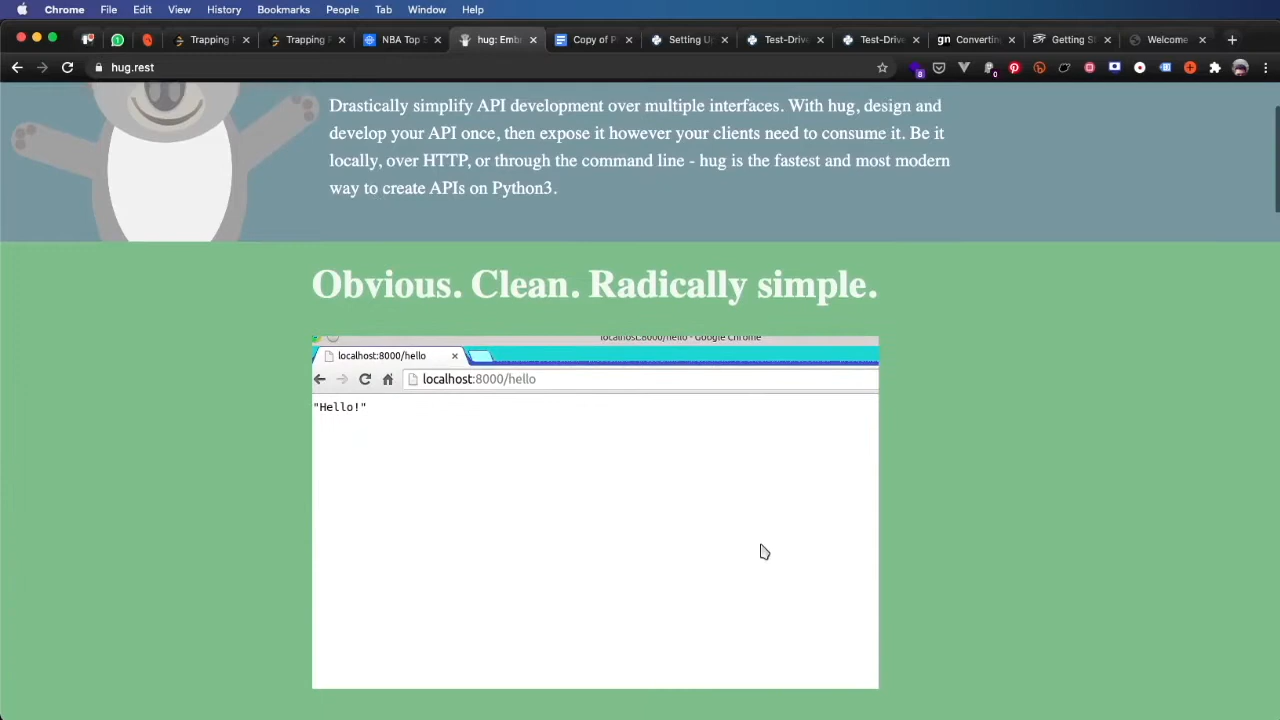 Chrome File Edit View History Bookmarks People Tab Window Help
Trapping Trapping NBA Top hug: Emb Copy of P Setting U Test-Driv Test-Driv Converting Getting S Welcome
hug.rest
8
0
Drastically simplify API development over multiple interfaces. With hug, design and
develop your API once, then expose it however your clients need to consume it. Be it
locally, over HTTP, or through the command line - hug is the fastest and most modern
way to create APIs on Python3.
Obvious. Clean. Radically simple.
localhost:8000/hello - Google Chrome
localhost:8000/hello
localhost:8000/hello
"Hello!"